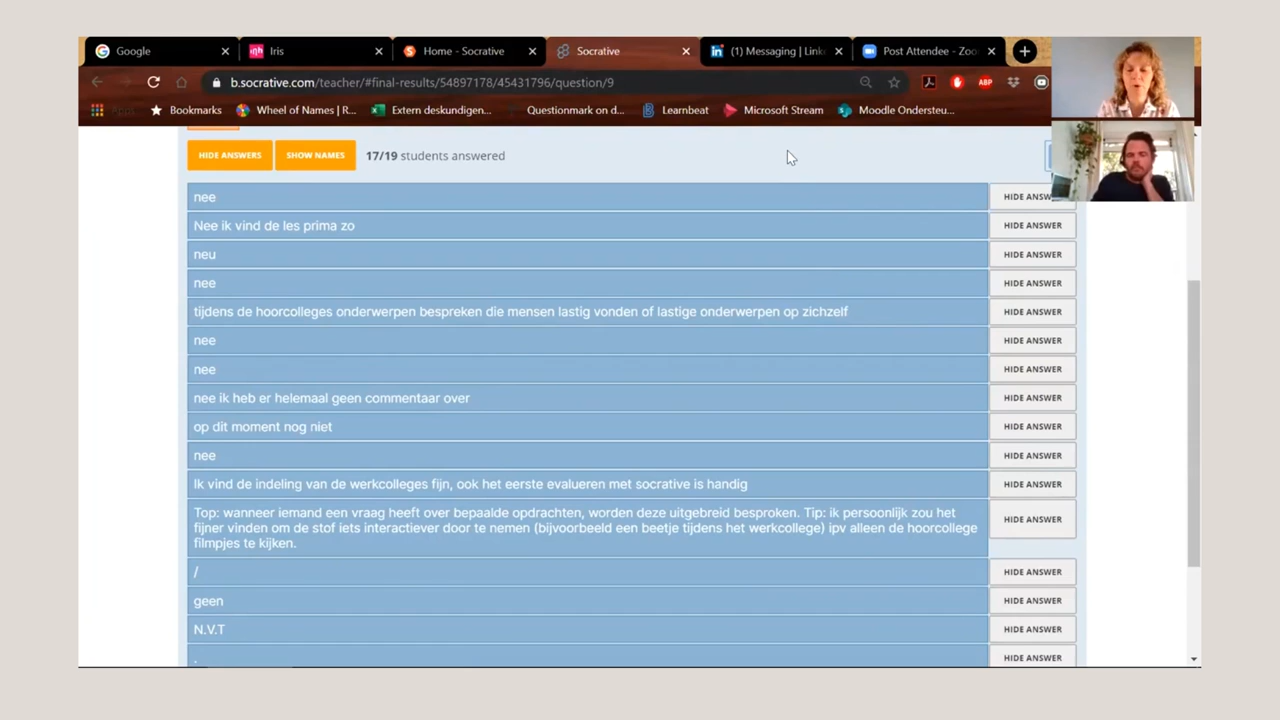 Google
Iris
Home - Socrative
Socrative
(1) Messaging | Link
Post Attendee - Zoo
b.socrative.com/teacher/#final-results/54897178/45431796/question/9
ABP
Bookmarks
Wheel of Names | R...
Extern deskundigen...
Questionmark on d...
Learnbeat
Microsoft Stream
Moodle Ondersteu...
HIDE ANSWERS
SHOW NAMES
17/19 students answered
nee
HIDE ANSW
Nee ik vind de les prima zo
HIDE ANSWER
neu
HIDE ANSWER
nee
HIDE ANSWER
tijdens de hoorcolleges onderwerpen bespreken die mensen lastig vonden of lastige onderwerpen op zichzelf
HIDE ANSWER
nee
HIDE ANSWER
nee
HIDE ANSWER
nee ik heb er helemaal geen commentaar over
HIDE ANSWER
op dit moment nog niet
HIDE ANSWER
nee
HIDE ANSWER
Ik vind de indeling van de werkcolleges fijn, ook het eerste evalueren met socrative is handig
HIDE ANSWER
Top: wanneer iemand een vraag heeft over bepaalde opdrachten, worden deze uitgebreid besproken. Tip: ik persoonlijk zou het
fijner vinden om de stof iets interactiever door te nemen (bijvoorbeeld een beetje tijdens het werkcollege) ipv alleen de hoorcollege
filmpjes te kijken.
HIDE ANSWER
/
HIDE ANSWER
geen
HIDE ANSWER
N.V.T
HIDE ANSWER
.
HIDE ANSWER